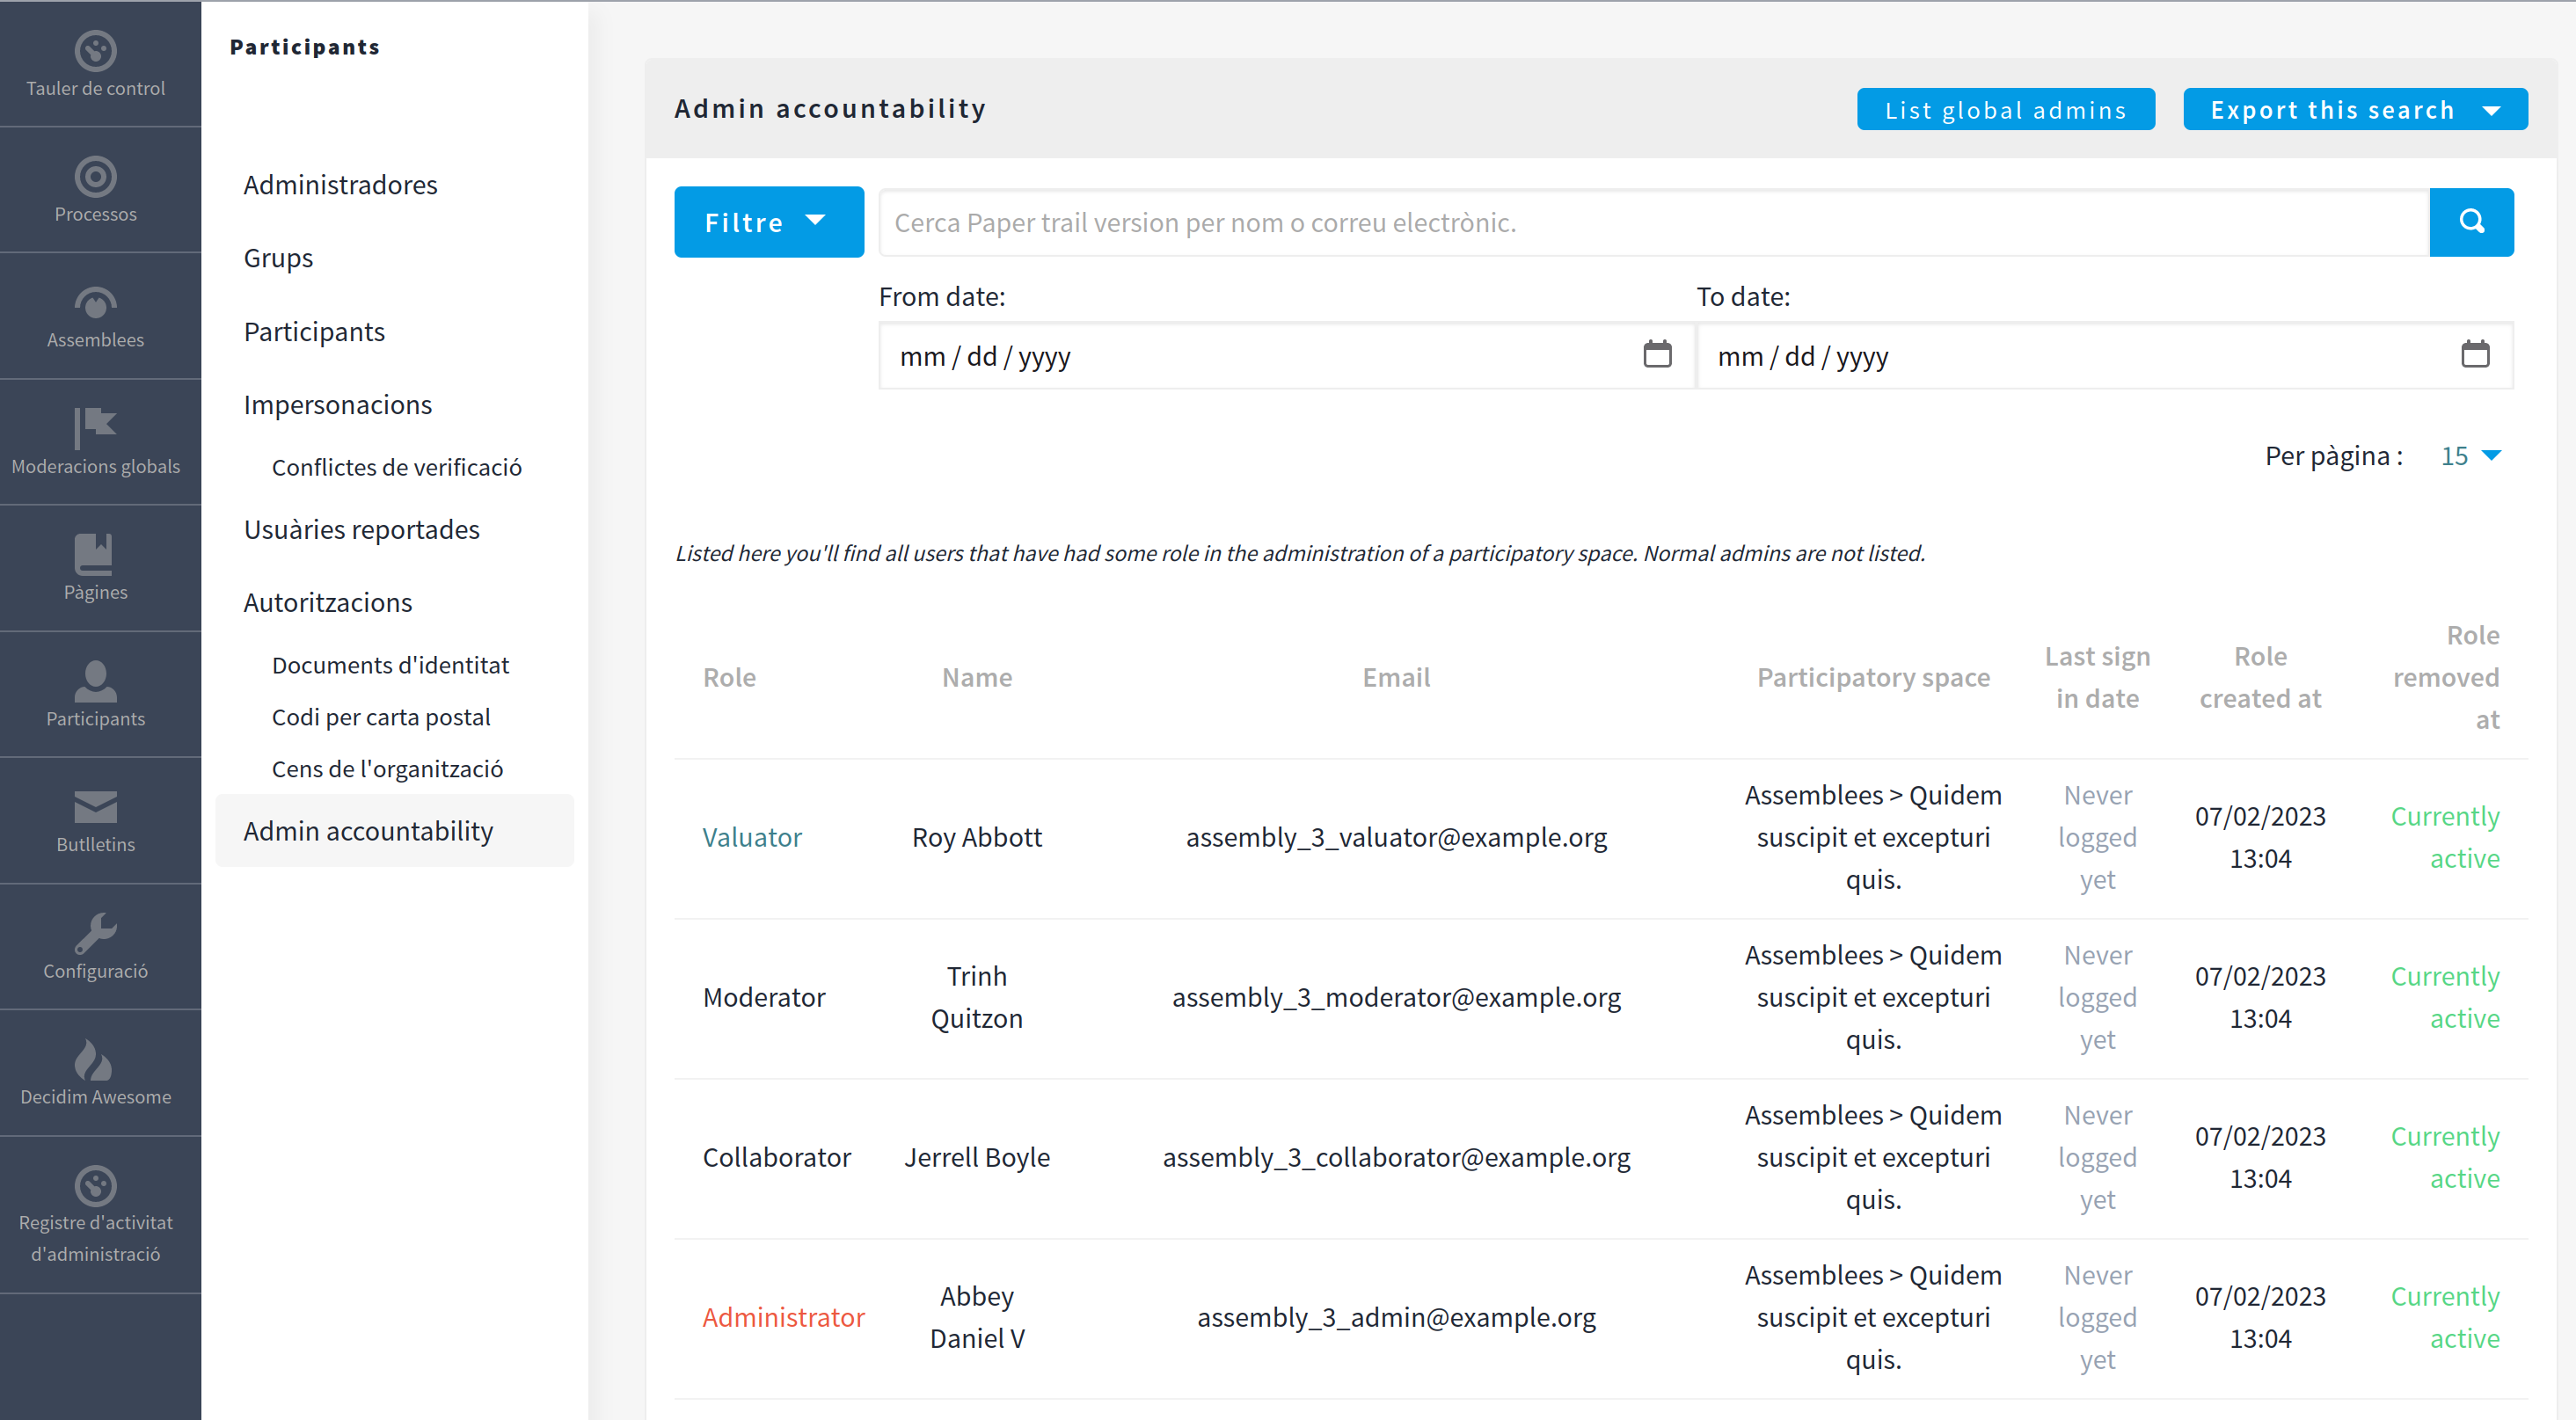 Tauler de control
Processos
Assemblees
Moderacions globals
Pàgines
Participants
Butlletins
Configuració
Decidim Awesome
Registre d'activitat
d'administració
Participants
Administradores
Grups
Participants
Impersonacions
Conflictes de verificació
Usuàries reportades
Autoritzacions
Documents d'identitat
Codi per carta postal
Cens de l'organització
Admin accountability
Admin accountability
List global admins
Export this search
Filtre
Cerca Paper trail version per nom o correu electrònic.
From date:
To date:
mm / dd / yyyy
mm / dd / yyyy
Per pàgina : 15
Listed here you'll find all users that have had some role in the administration of a participatory space. Normal admins are not listed.
Role
Name
Email
Participatory space
Last sign
in date
Role
created at
Role
removed
at
Valuator
Roy Abbott
assembly_3_valuator@example.org
Assemblees > Quidem
suscipit et excepturi
quis.
Never
logged
yet
07/02/2023
13:04
Currently
active
Moderator
Trinh
Quitzon
assembly_3_moderator@example.org
Assemblees > Quidem
suscipit et excepturi
quis.
Never
logged
yet
07/02/2023
13:04
Currently
active
Collaborator
Jerrell Boyle
assembly_3_collaborator@example.org
Assemblees > Quidem
suscipit et excepturi
quis.
Never
logged
yet
07/02/2023
13:04
Currently
active
Administrator
Abbey
Daniel V
assembly_3_admin@example.org
Assemblees > Quidem
suscipit et excepturi
quis.
Never
logged
yet
07/02/2023
13:04
Currently
active